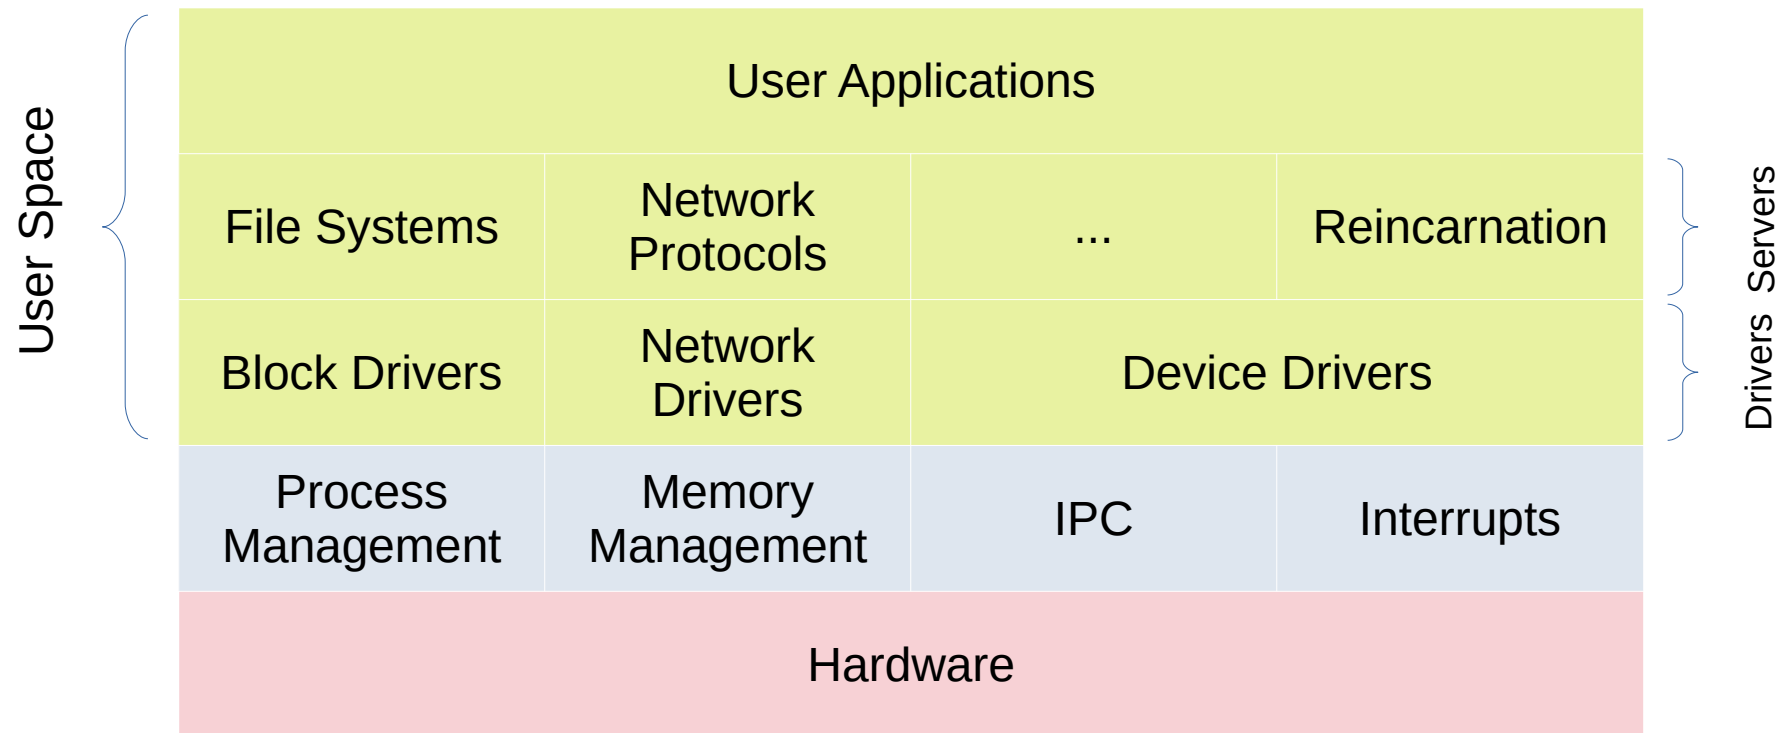 User Space
User Applications
File Systems
Network
Protocols
...
Reincarnation
Servers
Block Drivers
Network
Drivers
Device Drivers
Drivers
Process
Management
Memory
Management
IPC
Interrupts
Hardware